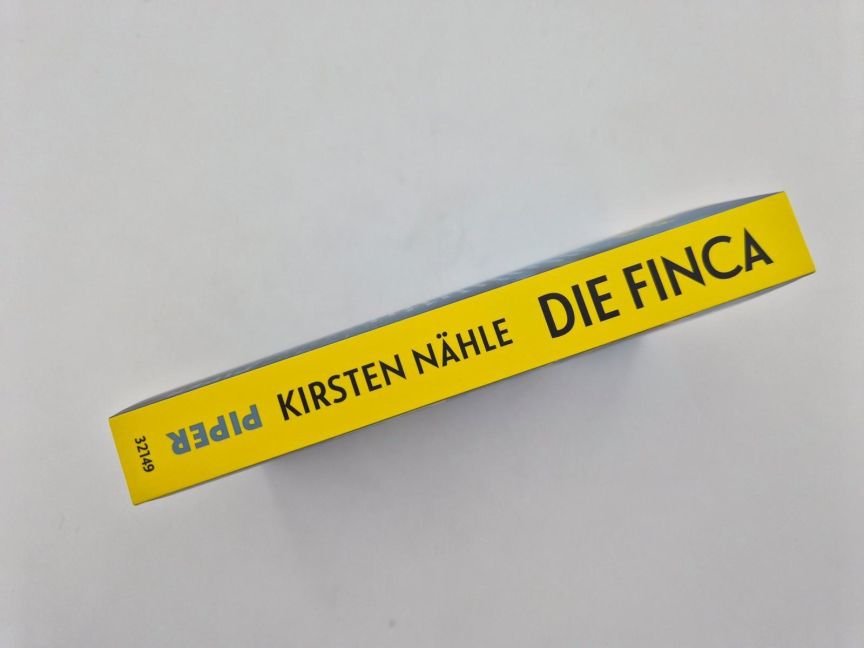 32149
PIPER
KIRSTEN NÄHLE
DIE FINCA